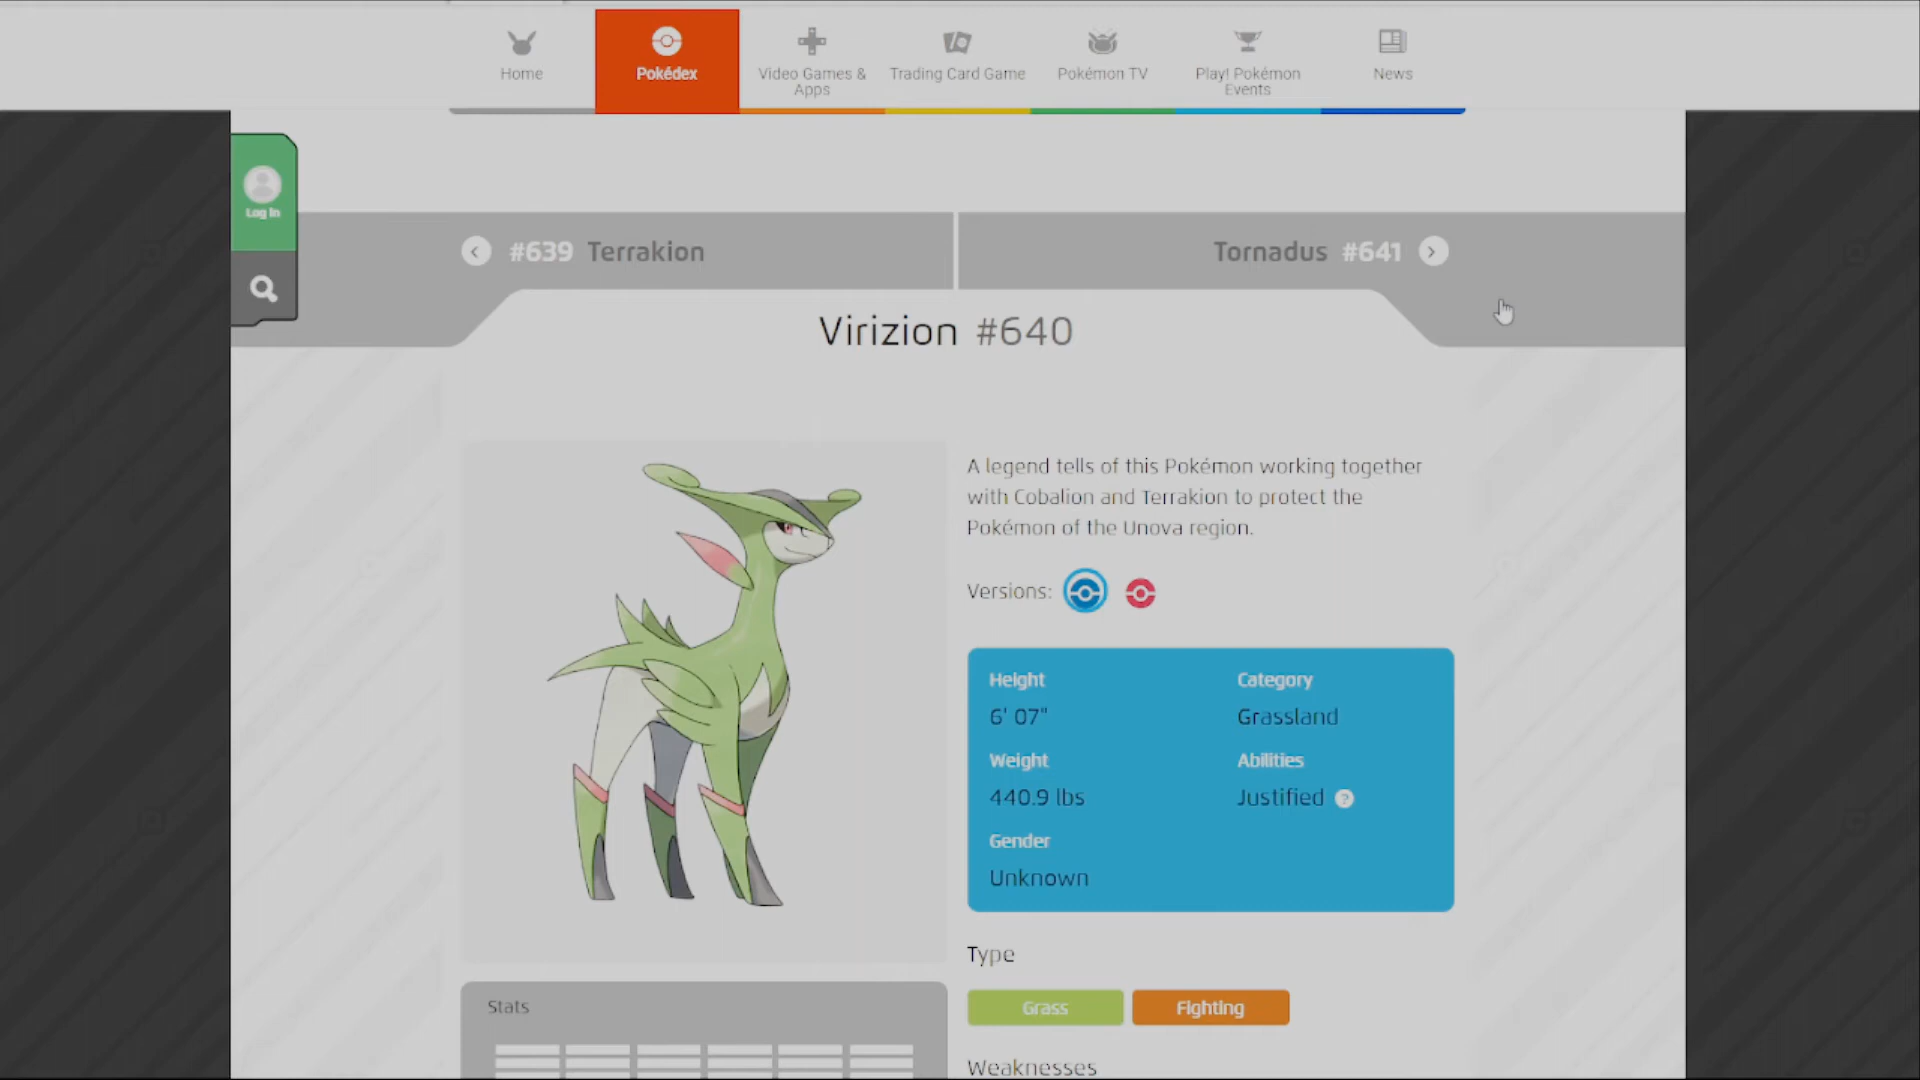 Home
Pokédex
Video Games &
Apps
Trading Card Game
Pokémon TV
Play! Pokémon
Events
News
Log In
#639 Terrakion
Tornadus #641
Virizion #640
A legend tells of this Pokémon working together
with Cobalion and Terrakion to protect the
Pokémon of the Unova region.
Versions:
Height
6' 07"
Category
Grassland
Weight
440.9 lbs
Abilities
Justified ?
Gender
Unknown
Type
Grass
Fighting
Stats
Weaknesses